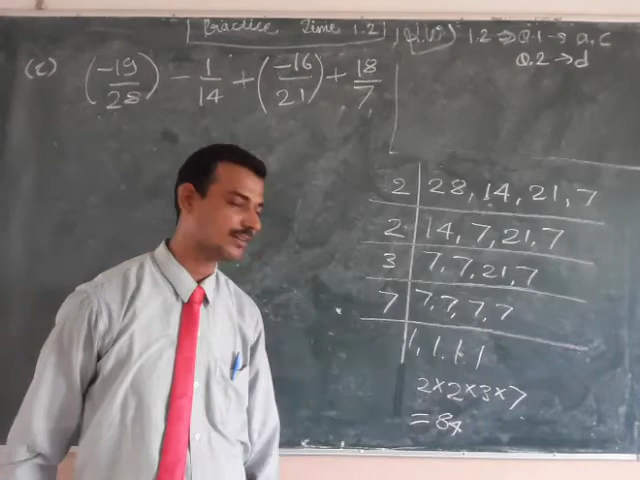 Practice Time 1.2
1.2 → Q.1 → a, c
Q.2 → d
(-19/28) - 1/14 + (-16/21) + 18/7
2 | 28, 14, 21, 7
2 | 14, 7, 21, 7
3 | 7, 7, 21, 7
7 | 7, 7, 7, 7
1, 1, 1, 1
2×2×3×7
= 84